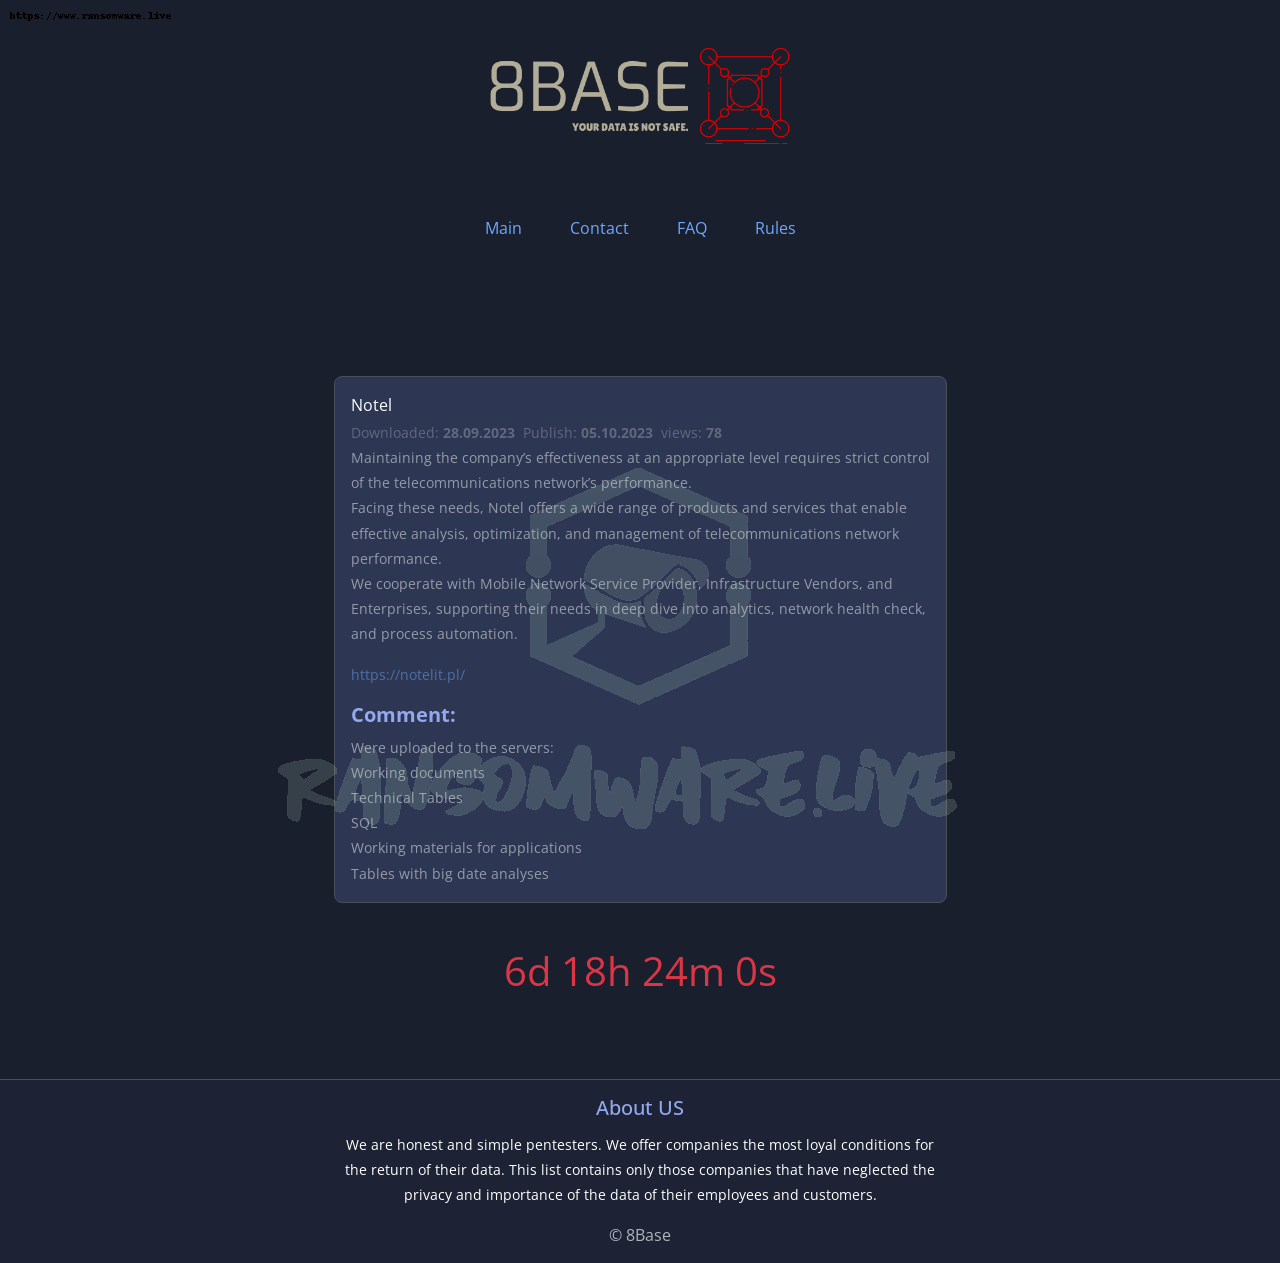 https://www.ransomware.live
8BASE
YOUR DATA IS NOT SAFE.
Main Contact FAQ Rules
Notel
Downloaded: 28.09.2023 Publish: 05.10.2023 views: 78
Maintaining the company’s effectiveness at an appropriate level requires strict control
of the telecommunications network’s performance.
Facing these needs, Notel offers a wide range of products and services that enable
effective analysis, optimization, and management of telecommunications network
performance.
We cooperate with Mobile Network Service Provider, Infrastructure Vendors, and
Enterprises, supporting their needs in deep dive into analytics, network health check,
and process automation.
https://notelit.pl/
Comment:
Were uploaded to the servers:
Working documents
RANSOMWARE.LIVE
Technical Tables
SQL
Working materials for applications
Tables with big date analyses
6d 18h 24m 0s
About US
We are honest and simple pentesters. We offer companies the most loyal conditions for
the return of their data. This list contains only those companies that have neglected the
privacy and importance of the data of their employees and customers.
© 8Base